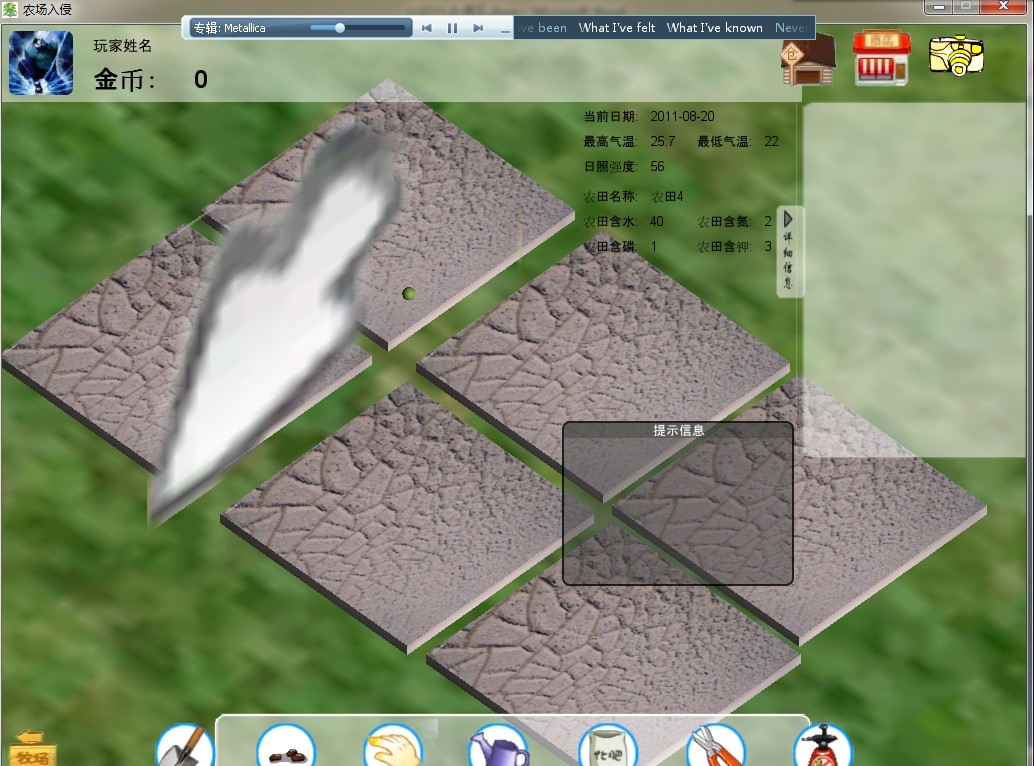 农场入侵
专辑: Metallica
've been What I've felt What I've known Never
玩家姓名
金币: 0
当前日期: 2011-08-20
最高气温: 25.7 最低气温: 22
日照强度: 56
农田名称: 农田4
农田含水: 40 农田含氮: 2
农田含磷: 1 农田含钾: 3
详细信息
提示信息
牧场
化肥